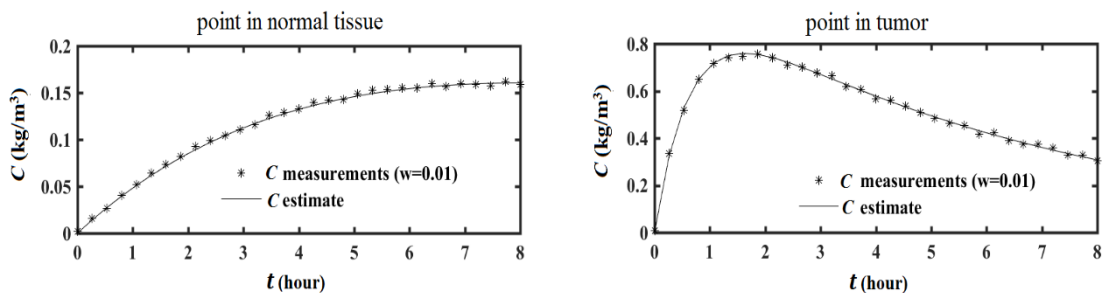 point in normal tissue
0.2
0.15
0.1
0.05
0
C (kg/m³)
* C measurements (w=0.01)
C estimate
0 1 2 3 4 5 6 7 8
t (hour)
point in tumor
0.8
0.6
0.4
0.2
0
C (kg/m³)
* C measurements (w=0.01)
C estimate
0 1 2 3 4 5 6 7 8
t (hour)